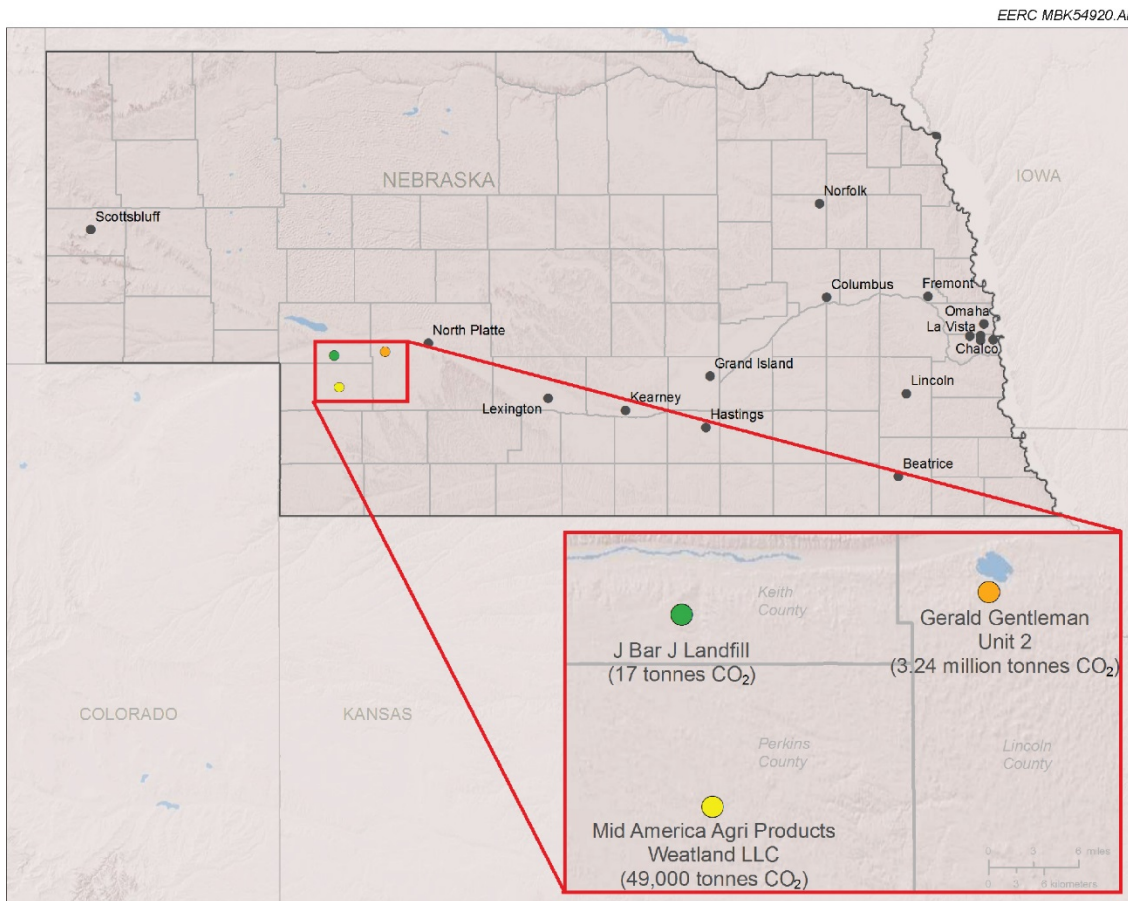 EERC MBK54920.AI
NEBRASKA
IOWA
Scottsbluff
Norfolk
Columbus
Fremont
Omaha
La Vista
Chalco
North Platte
Grand Island
Lincoln
Lexington
Kearney
Hastings
Beatrice
COLORADO
KANSAS
Keith
County
J Bar J Landfill
(17 tonnes CO₂)
Gerald Gentleman
Unit 2
(3.24 million tonnes CO₂)
Perkins
County
Lincoln
County
Mid America Agri Products
Weatland LLC
(49,000 tonnes CO₂)
0 3 6 miles
0 3 6 kilometers